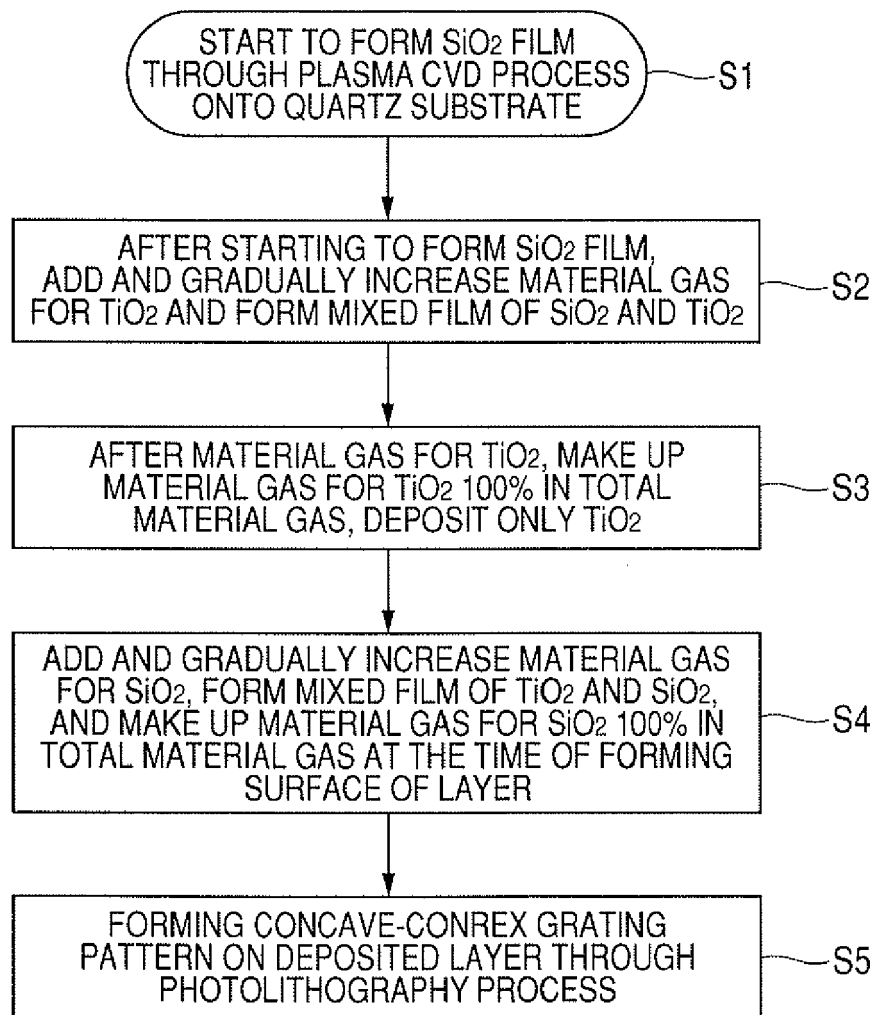 START TO FORM SiO2 FILM
THROUGH PLASMA CVD PROCESS
ONTO QUARTZ SUBSTRATE
S1
AFTER STARTING TO FORM SiO2 FILM,
ADD AND GRADUALLY INCREASE MATERIAL GAS
FOR TiO2 AND FORM MIXED FILM OF SiO2 AND TiO2
S2
AFTER MATERIAL GAS FOR TiO2, MAKE UP
MATERIAL GAS FOR TiO2 100% IN TOTAL
MATERIAL GAS, DEPOSIT ONLY TiO2
S3
ADD AND GRADUALLY INCREASE MATERIAL GAS
FOR SiO2, FORM MIXED FILM OF TiO2 AND SiO2,
AND MAKE UP MATERIAL GAS FOR SiO2 100% IN
TOTAL MATERIAL GAS AT THE TIME OF FORMING
SURFACE OF LAYER
S4
FORMING CONCAVE-CONREX GRATING
PATTERN ON DEPOSITED LAYER THROUGH
PHOTOLITHOGRAPHY PROCESS
S5